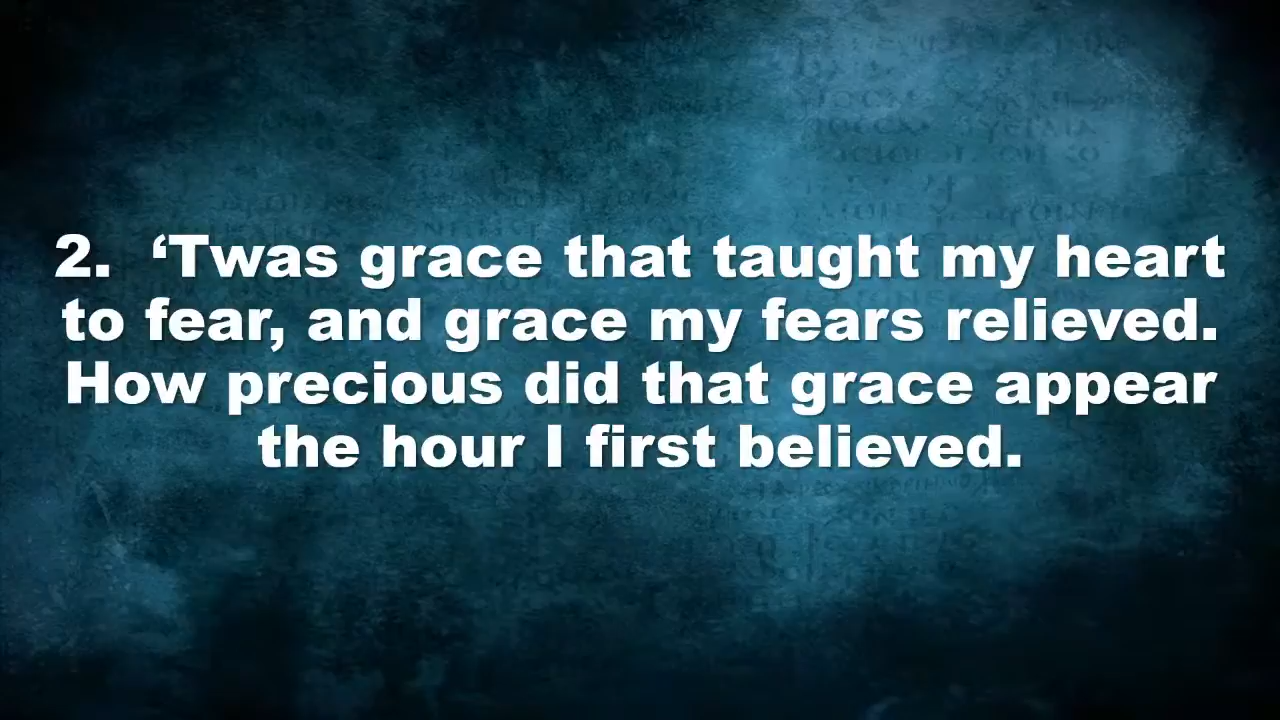 2.  ‘Twas grace that taught my heart
to fear, and grace my fears relieved.
How precious did that grace appear
the hour I first believed.